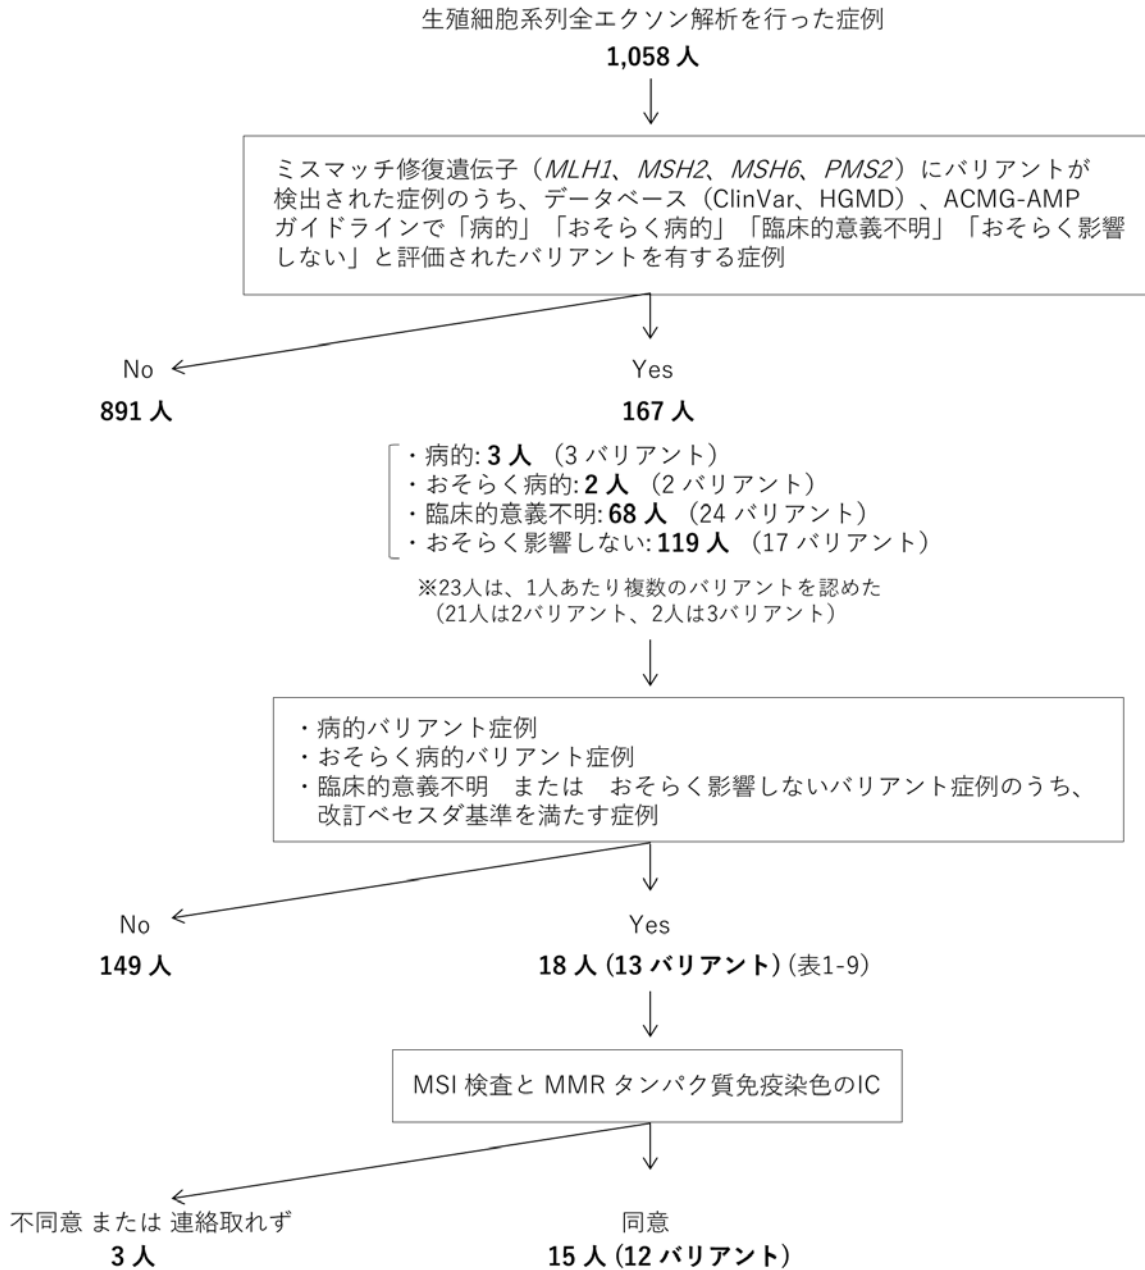 生殖細胞系列全エクソン解析を行った症例
1,058 人
ミスマッチ修復遺伝子（MLH1、MSH2、MSH6、PMS2）にバリアントが
検出された症例のうち、データベース（ClinVar、HGMD）、ACMG-AMP
ガイドラインで「病的」「おそらく病的」「臨床的意義不明」「おそらく影響
しない」と評価されたバリアントを有する症例
No
891 人
Yes
167 人
・病的: 3 人 （3 バリアント）
・おそらく病的: 2 人 （2 バリアント）
・臨床的意義不明: 68 人 （24 バリアント）
・おそらく影響しない: 119 人 （17 バリアント）
※23人は、1人あたり複数のバリアントを認めた
（21人は2バリアント、2人は3バリアント）
・病的バリアント症例
・おそらく病的バリアント症例
・臨床的意義不明　または　おそらく影響しないバリアント症例のうち、
改訂ベセスダ基準を満たす症例
No
149 人
Yes
18 人 (13 バリアント) (表1-9)
MSI 検査と MMR タンパク質免疫染色のIC
不同意 または 連絡取れず
3 人
同意
15 人 (12 バリアント)